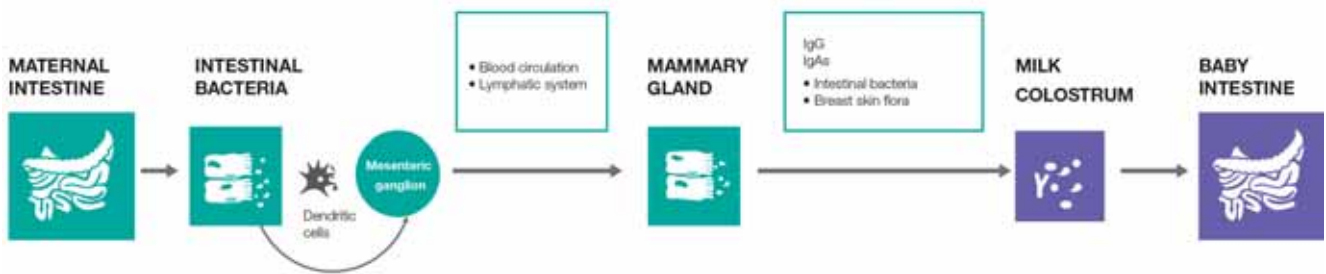 MATERNAL
INTESTINE
INTESTINAL
BACTERIA
Dendritic
cells
Mesenteric
ganglion
• Blood circulation
• Lymphatic system
MAMMARY
GLAND
IgG
IgAs
• Intestinal bacteria
• Breast skin flora
MILK
COLOSTRUM
BABY
INTESTINE